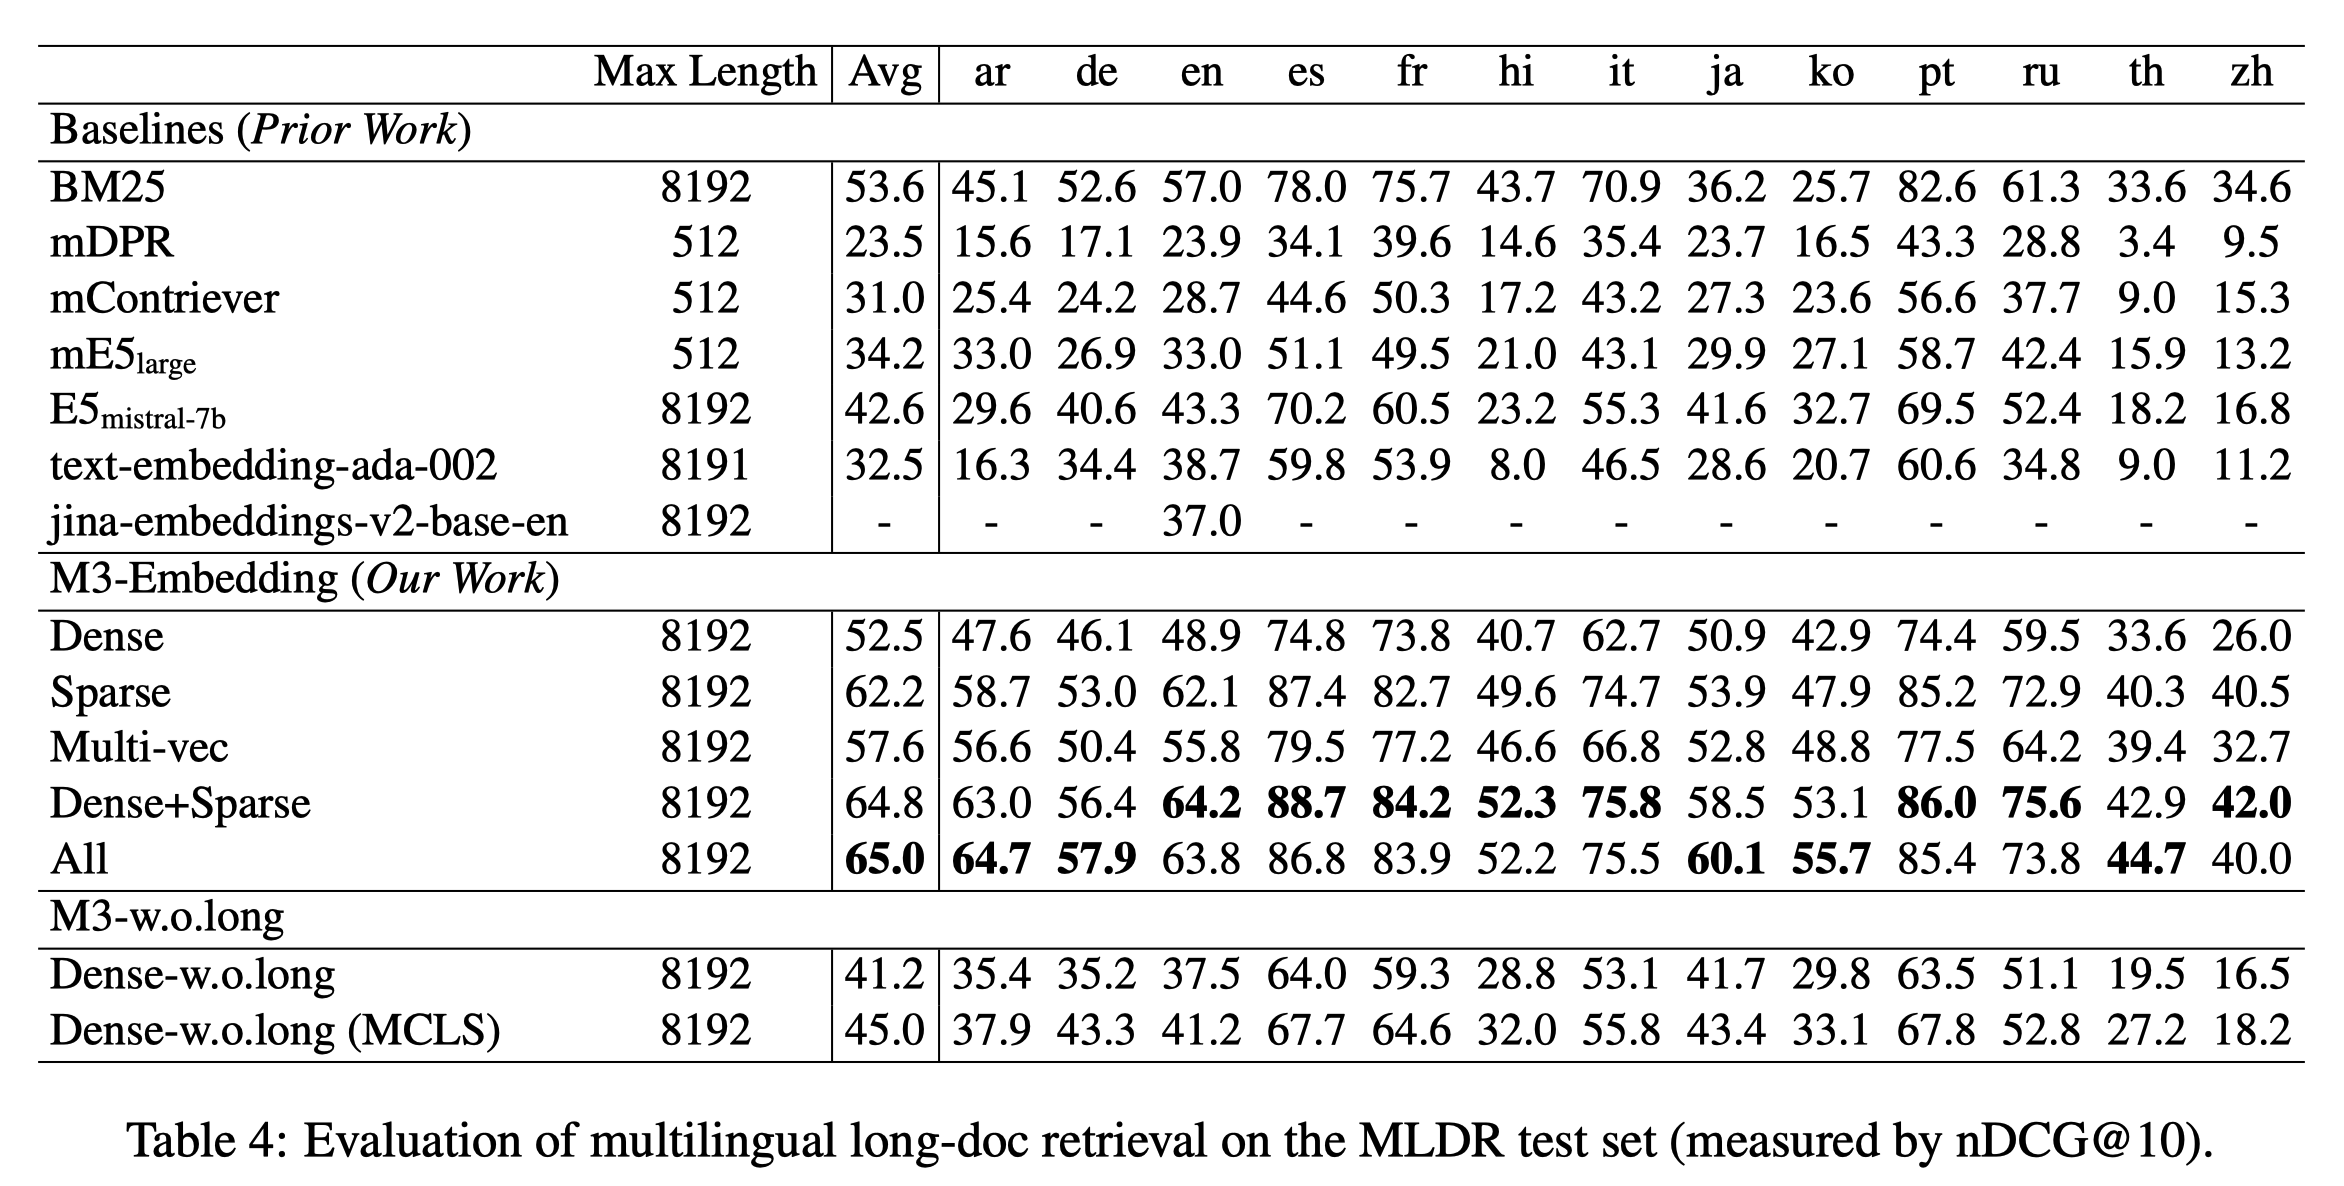 Max Length Avg ar de en es fr hi it ja ko pt ru th zh
Baselines (Prior Work)
BM25 8192 53.6 45.1 52.6 57.0 78.0 75.7 43.7 70.9 36.2 25.7 82.6 61.3 33.6 34.6
mDPR 512 23.5 15.6 17.1 23.9 34.1 39.6 14.6 35.4 23.7 16.5 43.3 28.8 3.4 9.5
mContriever 512 31.0 25.4 24.2 28.7 44.6 50.3 17.2 43.2 27.3 23.6 56.6 37.7 9.0 15.3
mE5large 512 34.2 33.0 26.9 33.0 51.1 49.5 21.0 43.1 29.9 27.1 58.7 42.4 15.9 13.2
E5mistral-7b 8192 42.6 29.6 40.6 43.3 70.2 60.5 23.2 55.3 41.6 32.7 69.5 52.4 18.2 16.8
text-embedding-ada-002 8191 32.5 16.3 34.4 38.7 59.8 53.9 8.0 46.5 28.6 20.7 60.6 34.8 9.0 11.2
jina-embeddings-v2-base-en 8192 - - - 37.0 - - - - - - - - - -
M3-Embedding (Our Work)
Dense 8192 52.5 47.6 46.1 48.9 74.8 73.8 40.7 62.7 50.9 42.9 74.4 59.5 33.6 26.0
Sparse 8192 62.2 58.7 53.0 62.1 87.4 82.7 49.6 74.7 53.9 47.9 85.2 72.9 40.3 40.5
Multi-vec 8192 57.6 56.6 50.4 55.8 79.5 77.2 46.6 66.8 52.8 48.8 77.5 64.2 39.4 32.7
Dense+Sparse 8192 64.8 63.0 56.4 64.2 88.7 84.2 52.3 75.8 58.5 53.1 86.0 75.6 42.9 42.0
All 8192 65.0 64.7 57.9 63.8 86.8 83.9 52.2 75.5 60.1 55.7 85.4 73.8 44.7 40.0
M3-w.o.long
Dense-w.o.long 8192 41.2 35.4 35.2 37.5 64.0 59.3 28.8 53.1 41.7 29.8 63.5 51.1 19.5 16.5
Dense-w.o.long (MCLS) 8192 45.0 37.9 43.3 41.2 67.7 64.6 32.0 55.8 43.4 33.1 67.8 52.8 27.2 18.2
Table 4: Evaluation of multilingual long-doc retrieval on the MLDR test set (measured by nDCG@10).